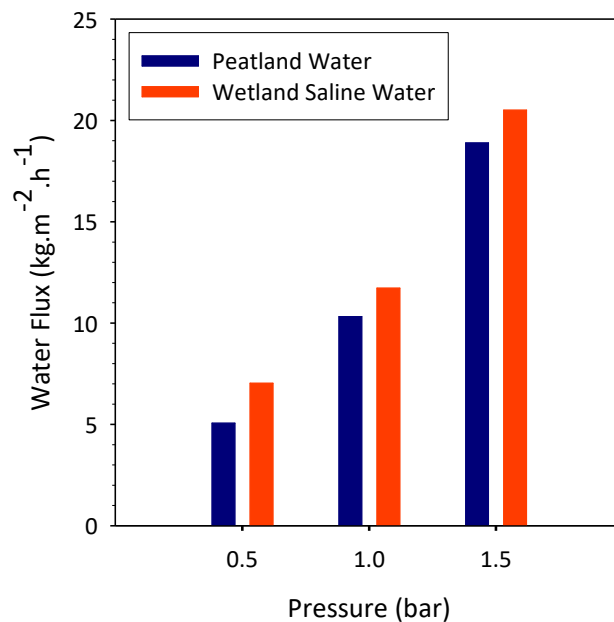 25
20
15
10
5
0
Water Flux (kg.m⁻².h⁻¹)
Peatland Water
Wetland Saline Water
0.5 1.0 1.5
Pressure (bar)